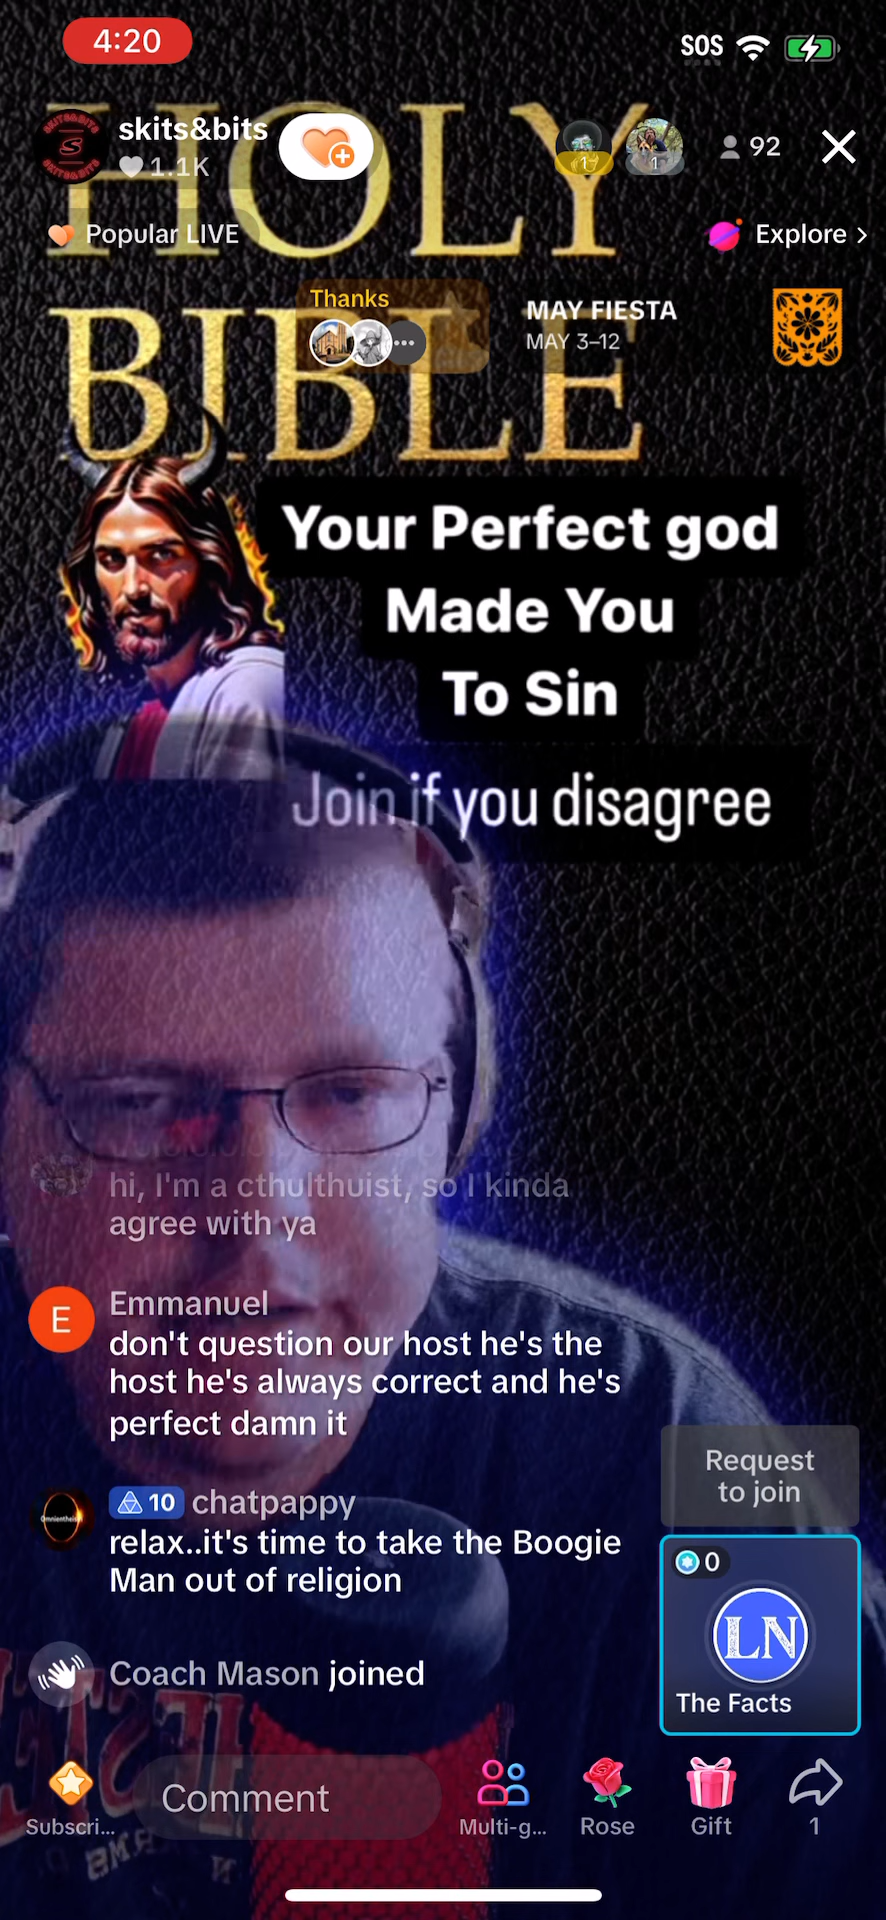 4:20
SOS
HOLY
skits&bits
1.1K
1
1
92
Popular LIVE
Explore >
BIBLE
Thanks
MAY FIESTA
MAY 3–12
Your Perfect god
Made You
To Sin
Join if you disagree
hi, I'm a cthulthuist, so I kinda
agree with ya
E
Emmanuel
don't question our host he's the
host he's always correct and he's
perfect damn it
10 chatpappy
relax..it's time to take the Boogie
Man out of religion
Coach Mason joined
Request
to join
0
LN
The Facts
Subscri...
Comment
Multi-g...
Rose
Gift
1